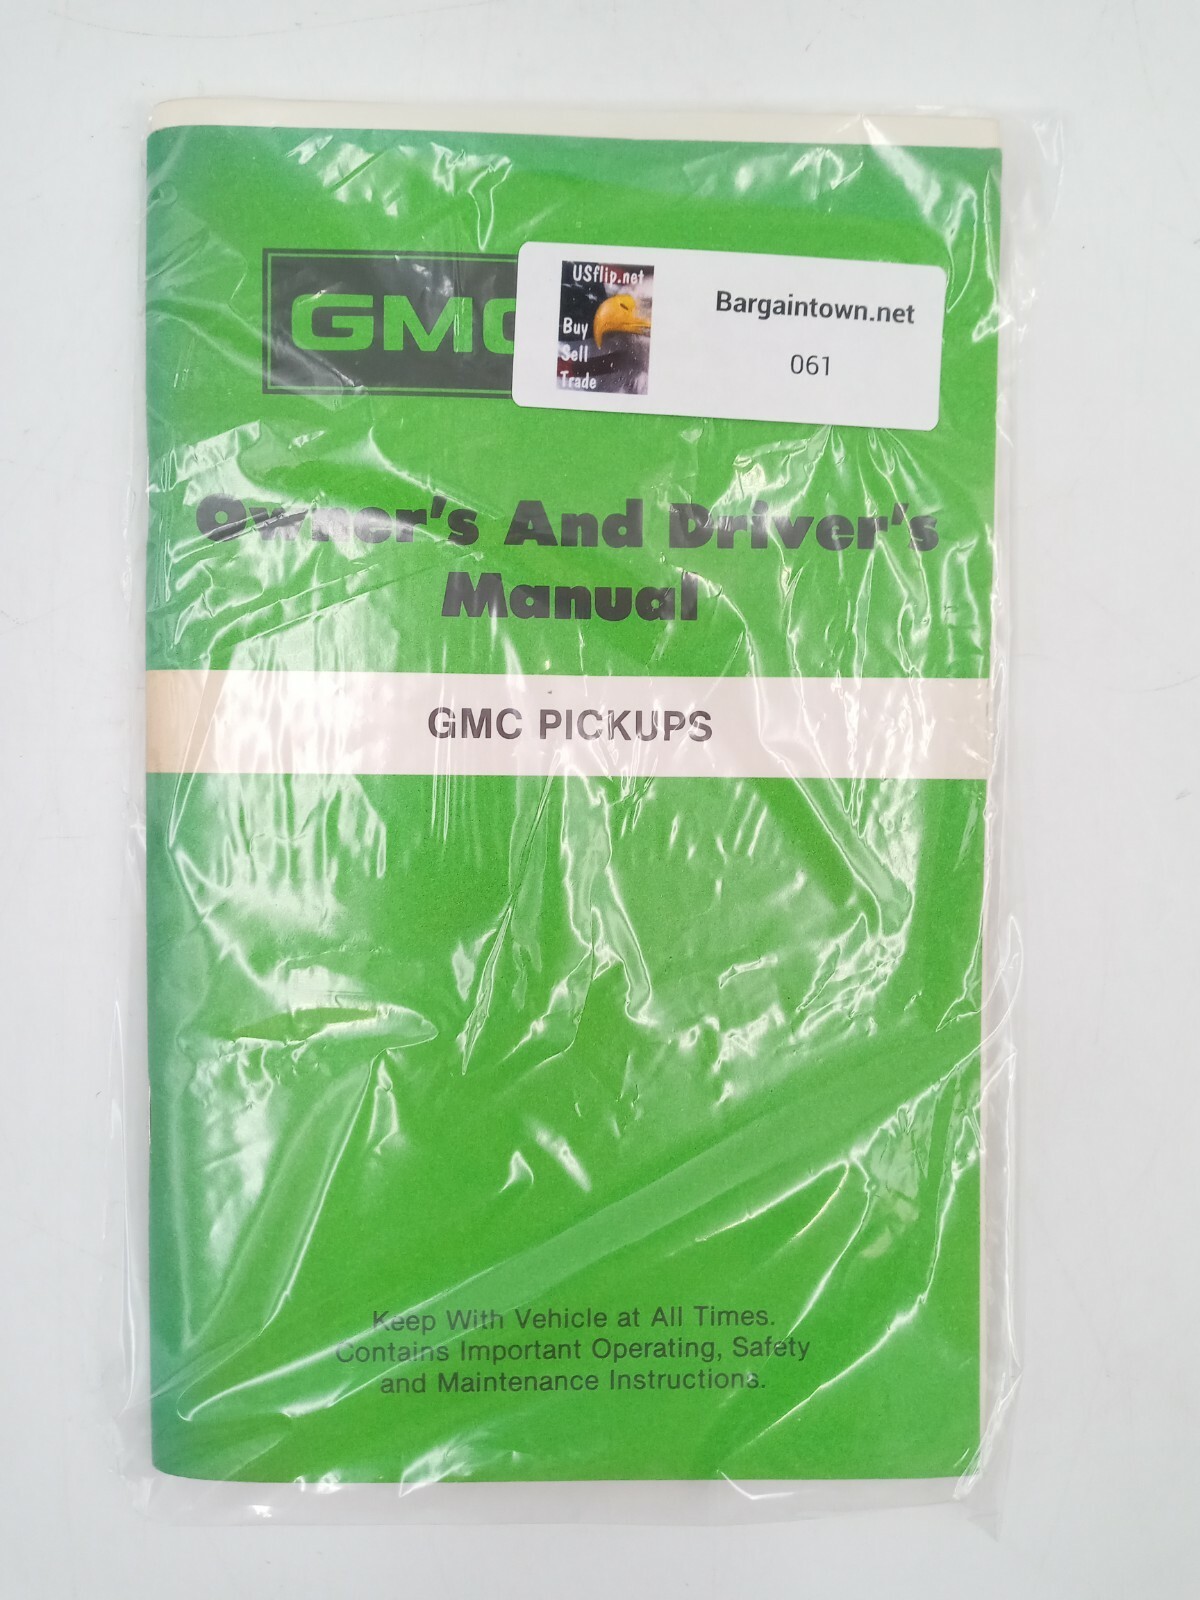 GMC
USflip.net
Buy
Sell
Trade
Bargaintown.net
061
Owner's And Driver's
Manual
GMC PICKUPS
Keep With Vehicle at All Times.
Contains Important Operating, Safety
and Maintenance Instructions.